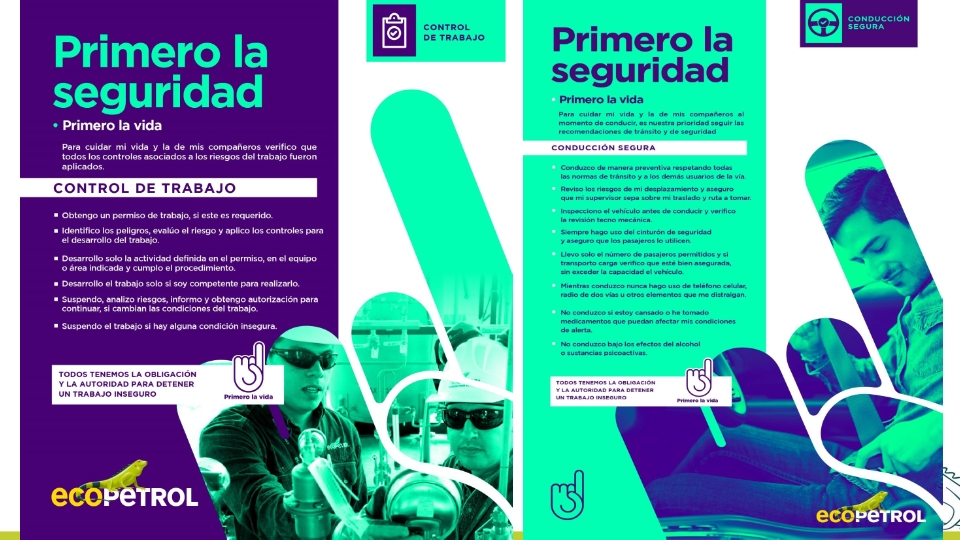 CONTROL
DE TRABAJO
Primero la
seguridad
• Primero la vida
Para cuidar mi vida y la de mis compañeros verifico que
todos los controles asociados a los riesgos del trabajo fueron
aplicados.
CONTROL DE TRABAJO
Obtengo un permiso de trabajo, si este es requerido.
Identifico los peligros, evalúo el riesgo y aplico los controles para
el desarrollo del trabajo.
Desarrollo solo la actividad definida en el permiso, en el equipo
o área indicada y cumplo el procedimiento.
Desarrollo el trabajo solo si soy competente para realizarlo.
Suspendo, analizo riesgos, informo y obtengo autorización para
continuar, si cambian las condiciones del trabajo.
Suspendo el trabajo si hay alguna condición insegura.
TODOS TENEMOS LA OBLIGACIÓN
Y LA AUTORIDAD PARA DETENER
UN TRABAJO INSEGURO
Primero la vida
ecoPETROL
CONDUCCIÓN
SEGURA
Primero la
seguridad
• Primero la vida
Para cuidar mi vida y la de mis compañeros al
momento de conducir, es nuestra prioridad seguir las
recomendaciones de tránsito y de seguridad
CONDUCCIÓN SEGURA
Conduzco de manera preventiva respetando todas
las normas de tránsito y a los demás usuarios de la vía.
Reviso los riesgos de mi desplazamiento y aseguro
que mi supervisor sepa sobre mi traslado y ruta a tomar.
Inspecciono el vehículo antes de conducir y verifico
la revisión tecno mecánica.
Siempre hago uso del cinturón de seguridad
y aseguro que los pasajeros lo utilicen.
Llevo solo el número de pasajeros permitidos y si
transporto carga verifico que esté bien asegurada,
sin exceder la capacidad el vehículo.
Mientras conduzco nunca hago uso de teléfono celular,
radio de dos vías u otros elementos que me distraigan.
No conduzco si estoy cansado o he tomado
medicamentos que puedan afectar mis condiciones
de alerta.
No conduzco bajo los efectos del alcohol
o sustancias psicoactivas.
TODOS TENEMOS LA OBLIGACIÓN
Y LA AUTORIDAD PARA DETENER
UN TRABAJO INSEGURO
Primero la vida
ecoPETROL